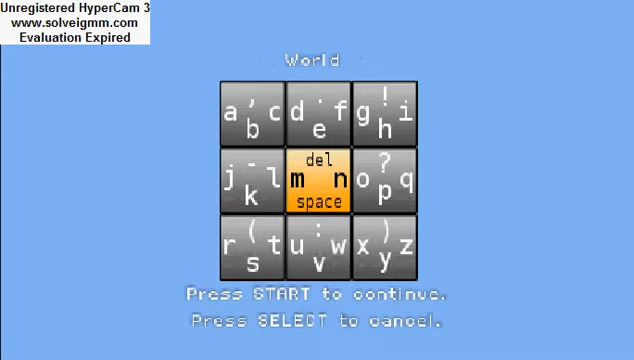 Unregistered HyperCam 3
www.solveigmm.com
Evaluation Expired
World
a , c b d . f e g ! i h
j - l k del m n space o ? q p
r ( t s u : w v x ) z y
Press START to continue.
Press SELECT to cancel.